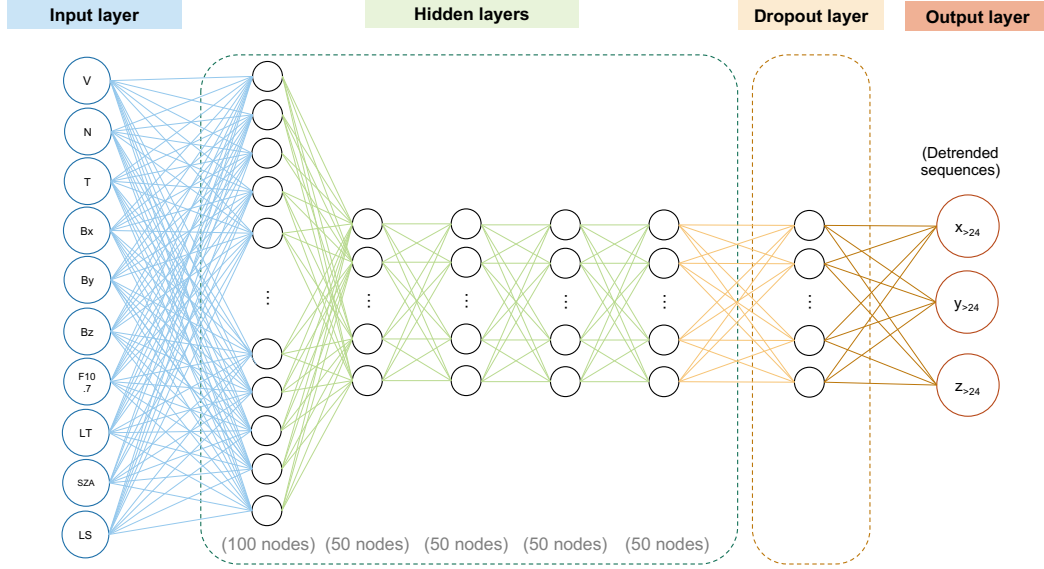 Input layer
Hidden layers
Dropout layer
Output layer
V
N
T
Bx
By
Bz
F10
.7
LT
SZA
LS
...
...
...
...
...
...
(Detrended
sequences)
x>24
y>24
z>24
(100 nodes) (50 nodes) (50 nodes) (50 nodes) (50 nodes)